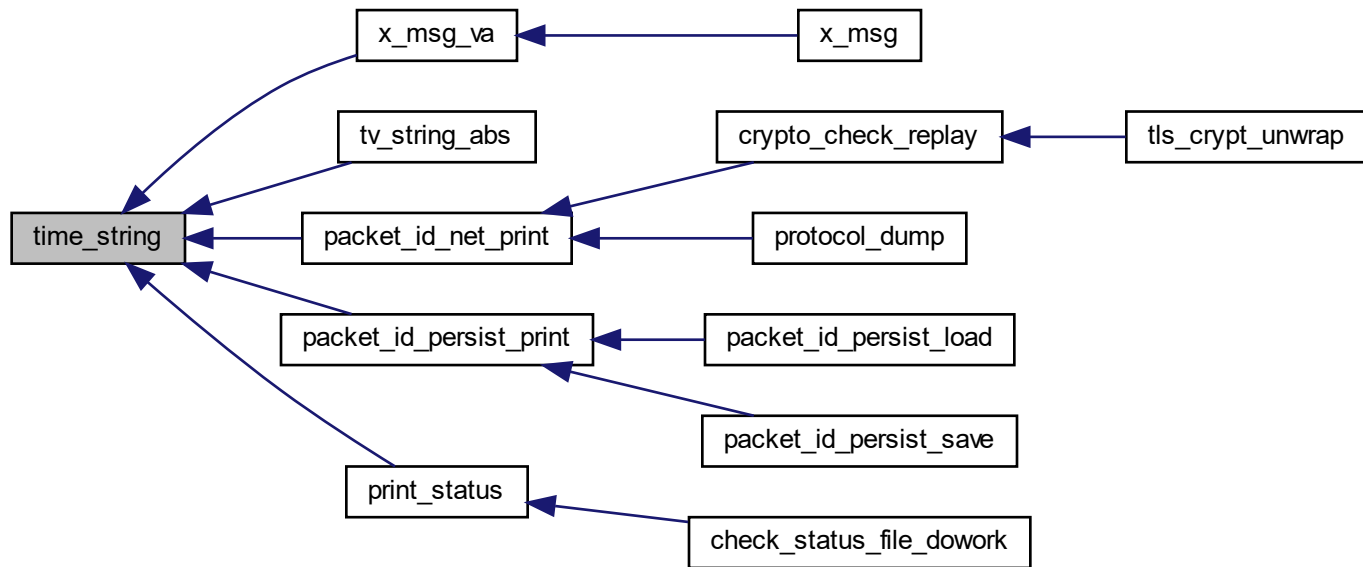 x_msg_va
x_msg
tv_string_abs
crypto_check_replay
tls_crypt_unwrap
time_string
packet_id_net_print
protocol_dump
packet_id_persist_print
packet_id_persist_load
packet_id_persist_save
print_status
check_status_file_dowork